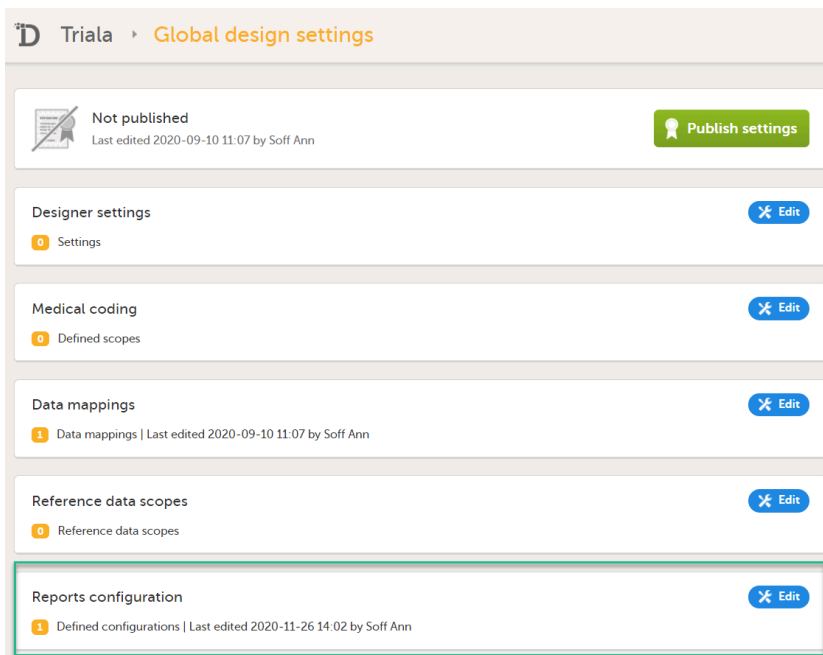 D Triala Global design settings
Not published
Last edited 2020-09-10 11:07 by Soff Ann
Publish settings
Designer settings
Edit
0 Settings
Medical coding
Edit
0 Defined scopes
Data mappings
Edit
1 Data mappings | Last edited 2020-09-10 11:07 by Soff Ann
Reference data scopes
Edit
0 Reference data scopes
Reports configuration
Edit
1 Defined configurations | Last edited 2020-11-26 14:02 by Soff Ann